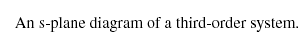 An s-plane diagram of a third-order system.